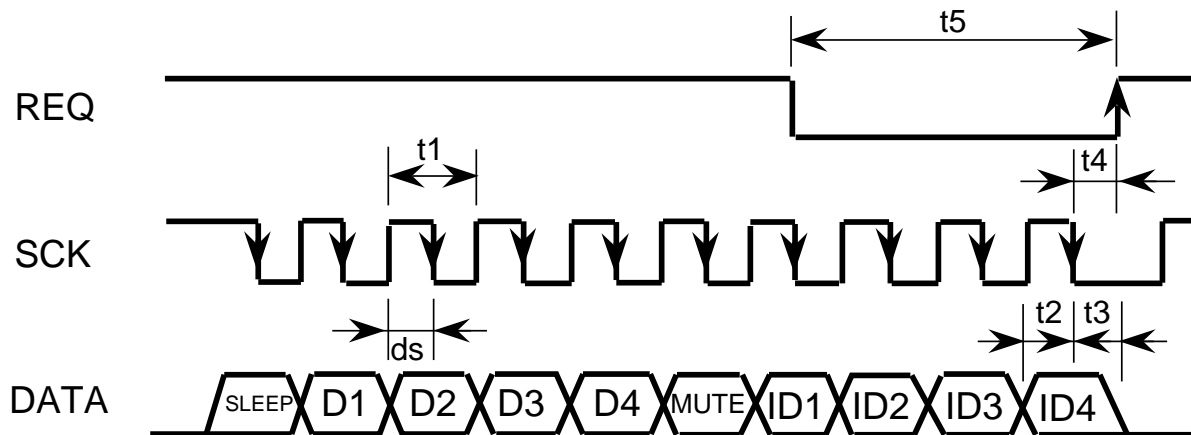 t5
REQ
t1
t4
SCK
t2 t3
ds
DATA SLEEP D1 D2 D3 D4 MUTE ID1 ID2 ID3 ID4